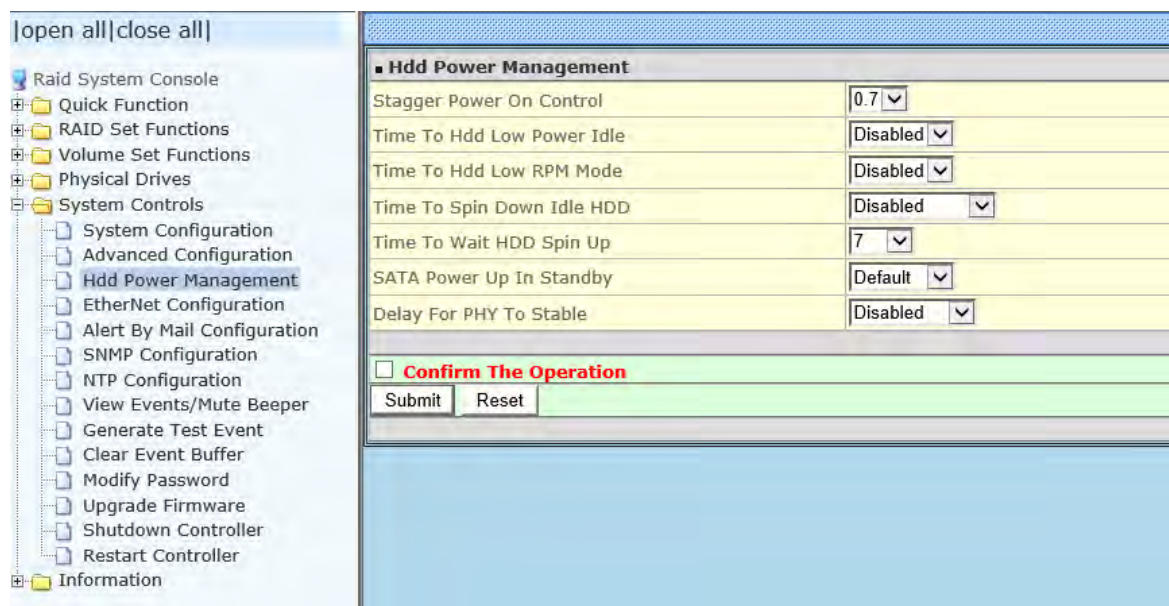 |open all|close all|
Raid System Console
Quick Function
RAID Set Functions
Volume Set Functions
Physical Drives
System Controls
System Configuration
Advanced Configuration
Hdd Power Management
EtherNet Configuration
Alert By Mail Configuration
SNMP Configuration
NTP Configuration
View Events/Mute Beeper
Generate Test Event
Clear Event Buffer
Modify Password
Upgrade Firmware
Shutdown Controller
Restart Controller
Information
Hdd Power Management
Stagger Power On Control 0.7
Time To Hdd Low Power Idle Disabled
Time To Hdd Low RPM Mode Disabled
Time To Spin Down Idle HDD Disabled
Time To Wait HDD Spin Up 7
SATA Power Up In Standby Default
Delay For PHY To Stable Disabled
Confirm The Operation
Submit Reset